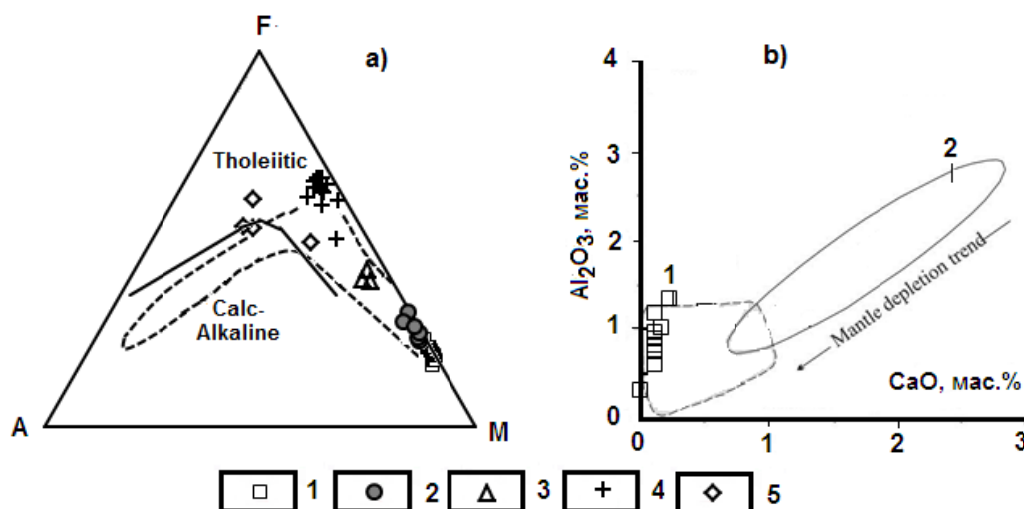 F
a)
Tholeiitic
Calc-
Alkaline
A
M
b)
4
3
2
1
0
Al₂O₃, мас.%
2
1
Mantle depletion trend
CaO, мас.%
0
1
2
3
1
2
3
4
5